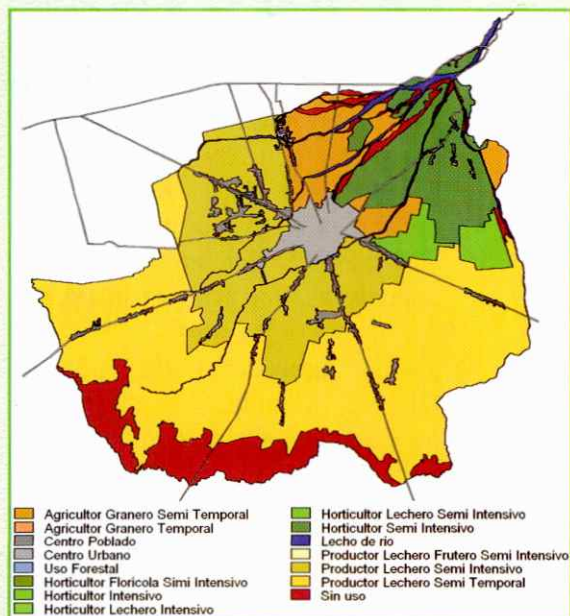 Agricultor Granero Semi Temporal
Agricultor Granero Temporal
Centro Poblado
Centro Urbano
Uso Forestal
Horticultor Floricola Simi Intensivo
Horticultor Intensivo
Horticultor Lechero Intensivo
Horticultor Lechero Semi Intensivo
Horticultor Semi Intensivo
Lecho de rio
Productor Lechero Frutero Semi Intensivo
Productor Lechero Semi Intensivo
Productor Lechero Semi Temporal
Sin uso